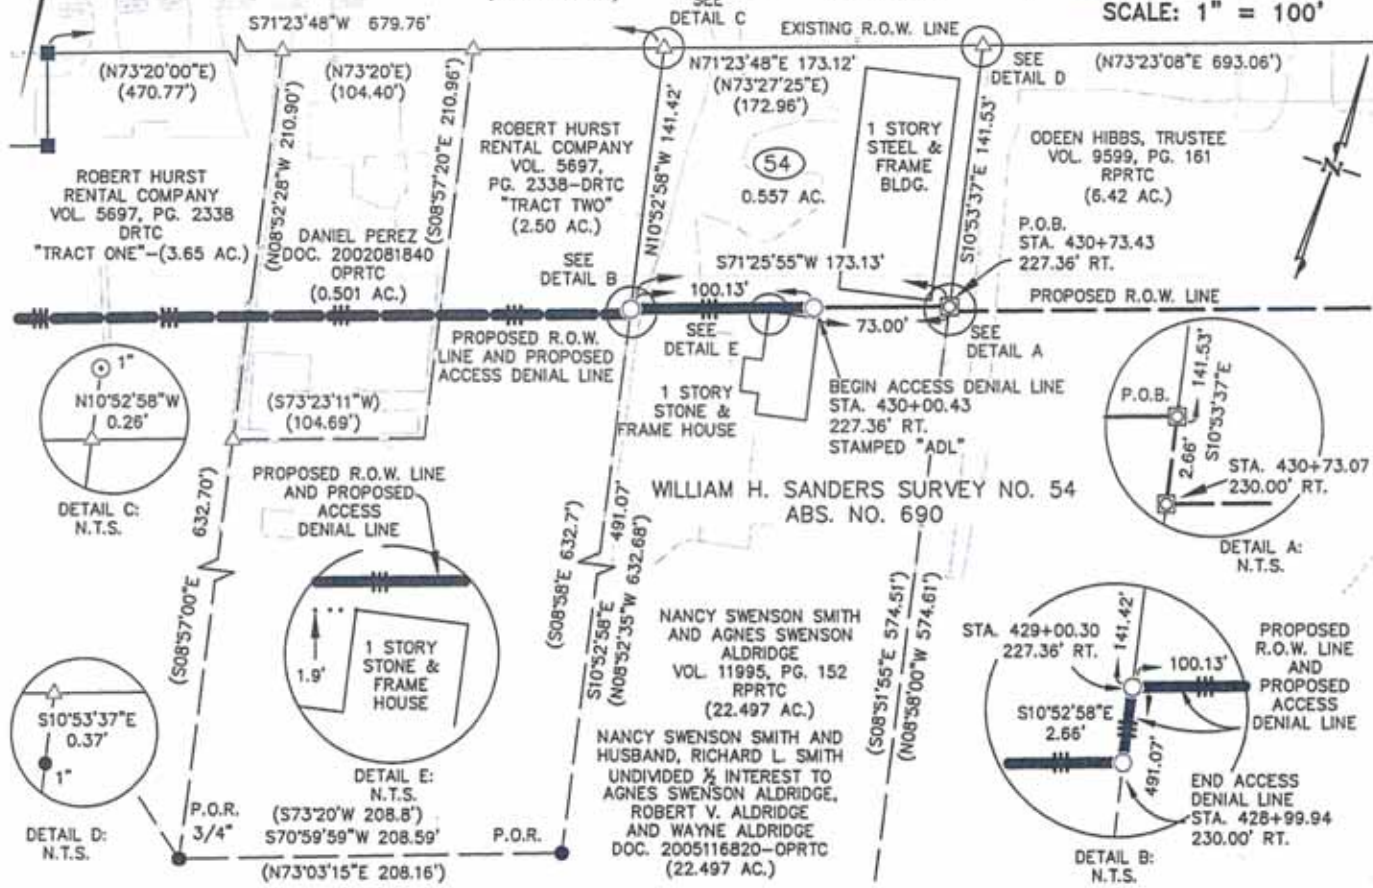 SEE
DETAIL C
SCALE: 1" = 100'
S71°23'48"W 679.76'
EXISTING R.O.W. LINE
(N73°20'00"E)
(470.77')
(N73°20'E)
(104.40')
N71°23'48"E 173.12'
(N73°27'25"E)
(172.96')
SEE
DETAIL D
(N73°23'08"E 693.06')
(N08°52'28"W 210.90')
(S08°57'20"E 210.96')
N10°52'58"W 141.42'
S10°53'37"E 141.53'
ROBERT HURST
RENTAL COMPANY
VOL. 5697, PG. 2338
DRTC
"TRACT ONE"-(3.65 AC.)
DANIEL PEREZ
DOC. 2002081840
OPRTC
(0.501 AC.)
ROBERT HURST
RENTAL COMPANY
VOL. 5697,
PG. 2338-DRTC
"TRACT TWO"
(2.50 AC.)
54
0.557 AC.
1 STORY
STEEL &
FRAME
BLDG.
ODEEN HIBBS, TRUSTEE
VOL. 9599, PG. 161
RPRTC
(6.42 AC.)
N
P.O.B.
STA. 430+73.43
227.36' RT.
SEE
DETAIL B
S71°25'55"W 173.13'
100.13'
73.00'
PROPOSED R.O.W. LINE
PROPOSED R.O.W.
LINE AND PROPOSED
ACCESS DENIAL LINE
SEE
DETAIL E
SEE
DETAIL A
1 STORY
STONE &
FRAME HOUSE
BEGIN ACCESS DENIAL LINE
STA. 430+00.43
227.36' RT.
STAMPED "ADL"
1"
N10°52'58"W
0.26'
DETAIL C:
N.T.S.
(S73°23'11"W)
(104.69')
P.O.B.
141.53'
S10°53'37"E
2.66'
STA. 430+73.07
230.00' RT.
DETAIL A:
N.T.S.
PROPOSED R.O.W. LINE
AND PROPOSED
ACCESS
DENIAL LINE
WILLIAM H. SANDERS SURVEY NO. 54
ABS. NO. 690
(S08°57'00"E 632.70')
(S08°58'E 632.7')
S10°52'58"E 491.07'
(N08°52'35"W 632.68')
(S08°51'55"E 574.51')
(N08°58'00"W 574.61')
1.9'
1 STORY
STONE &
FRAME
HOUSE
DETAIL E:
N.T.S.
NANCY SWENSON SMITH
AND AGNES SWENSON
ALDRIDGE
VOL. 11995, PG. 152
RPRTC
(22.497 AC.)
NANCY SWENSON SMITH AND
HUSBAND, RICHARD L. SMITH
UNDIVIDED ½ INTEREST TO
AGNES SWENSON ALDRIDGE,
ROBERT V. ALDRIDGE
AND WAYNE ALDRIDGE
DOC. 2005116820-OPRTC
(22.497 AC.)
STA. 429+00.30
227.36' RT.
141.42'
100.13'
S10°52'58"E
2.66'
491.07'
PROPOSED
R.O.W. LINE
AND
PROPOSED
ACCESS
DENIAL LINE
END ACCESS
DENIAL LINE
STA. 428+99.94
230.00' RT.
DETAIL B:
N.T.S.
S10°53'37"E
0.37'
1"
DETAIL D:
N.T.S.
P.O.R.
3/4"
(S73°20'W 208.8')
S70°59'59"W 208.59'
P.O.R.
(N73°03'15"E 208.16')